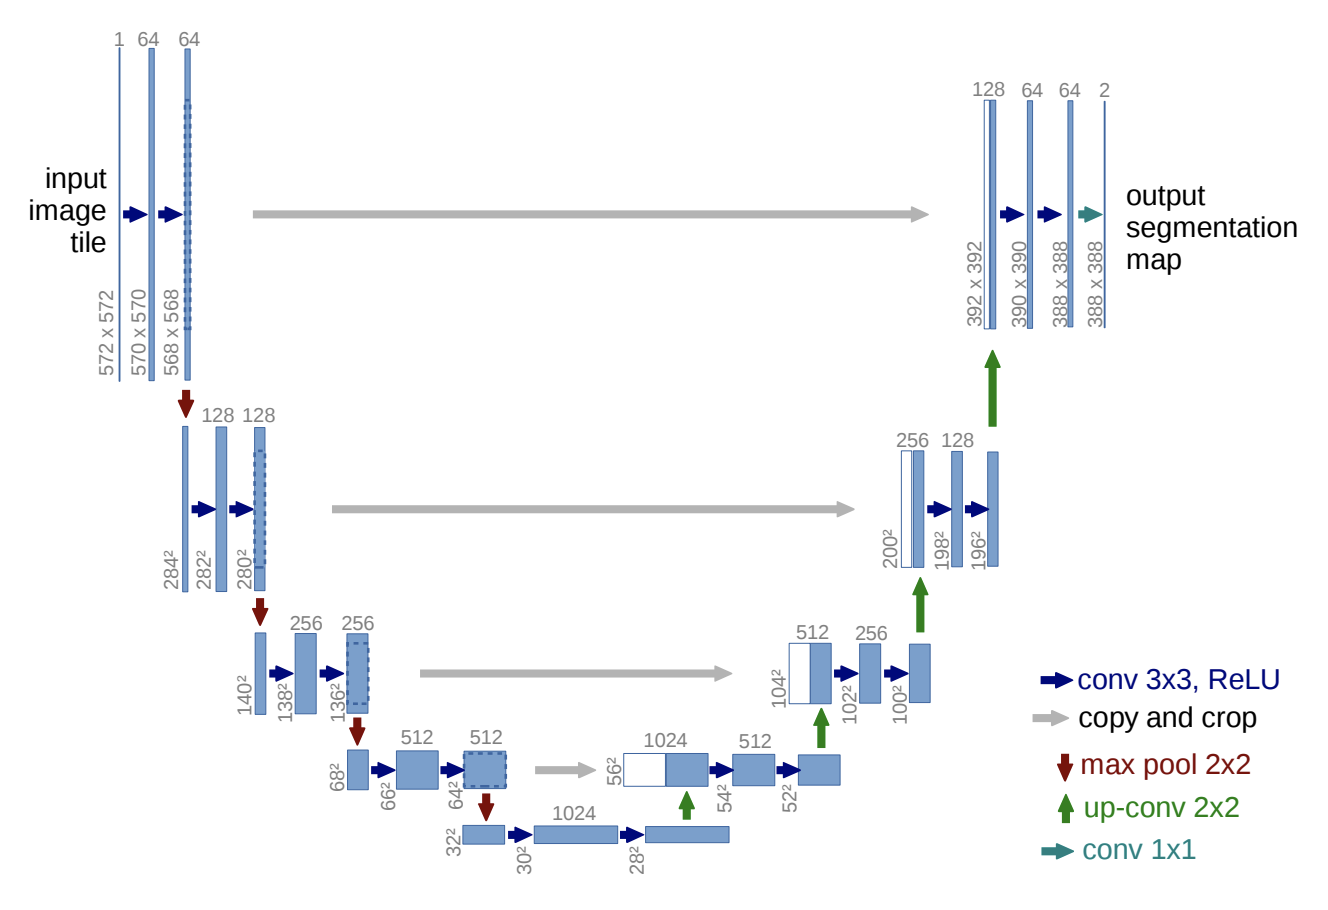 1 64 64
128 64 64 2
input
image
tile
output
segmentation
map
572 x 572
570 x 570
568 x 568
392 x 392
390 x 390
388 x 388
388 x 388
128 128
256 128
284²
282²
280²
200²
198²
196²
256 256
512 256
140²
138²
136²
104²
102²
100²
512 512
1024 512
68²
66²
64²
56²
54²
52²
1024
32²
30²
28²
conv 3x3, ReLU
copy and crop
max pool 2x2
up-conv 2x2
conv 1x1